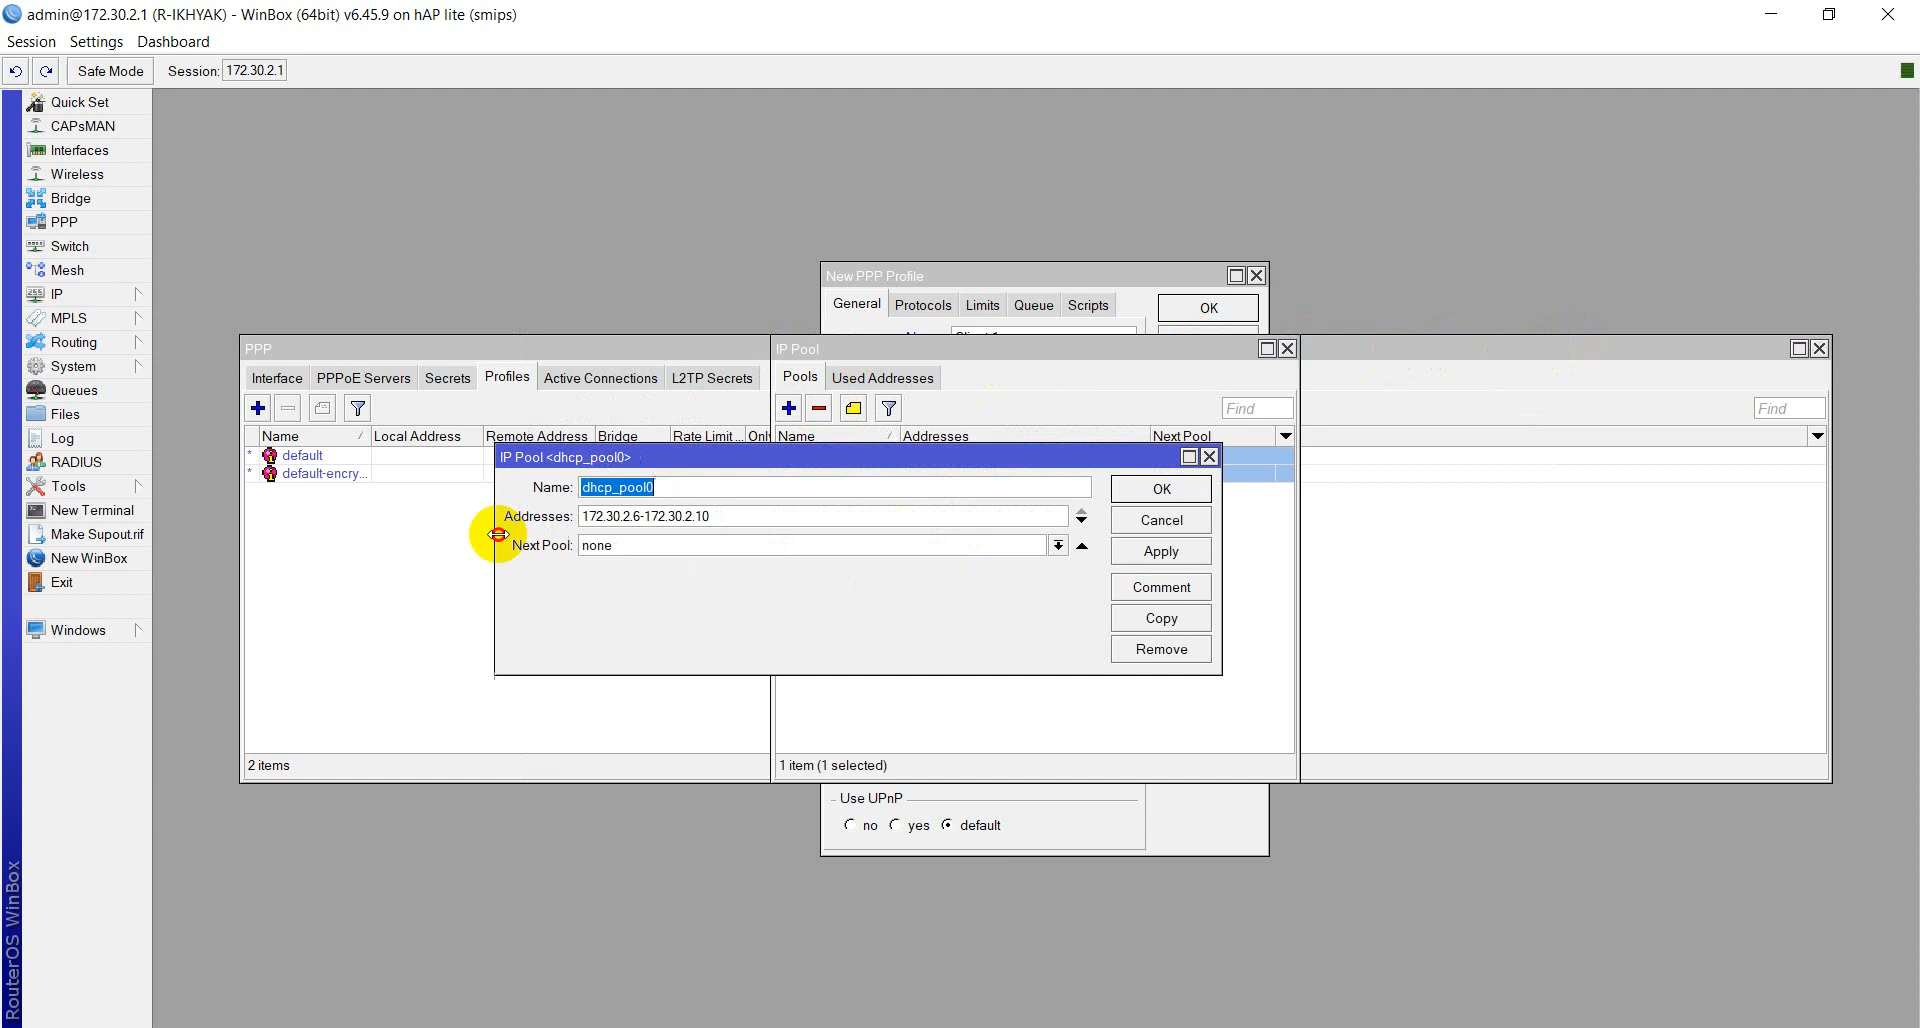 admin@172.30.2.1 (R-IKHYAK) - WinBox (64bit) v6.45.9 on hAP lite (smips)
Session Settings Dashboard
Safe Mode Session: 172.30.2.1
Quick Set
CAPsMAN
Interfaces
Wireless
Bridge
PPP
Switch
Mesh
IP
MPLS
Routing
System
Queues
Files
Log
RADIUS
Tools
New Terminal
Make Supout.rif
New WinBox
Exit
Windows
RouterOS WinBox
New PPP Profile
General Protocols Limits Queue Scripts
OK
PPP
Interface PPPoE Servers Secrets Profiles Active Connections L2TP Secrets
Find
Name Local Address Remote Address Bridge Rate Limit...
* default
* default-encry...
2 items
IP Pool
Pools Used Addresses
Find
Name Addresses Next Pool
1 item (1 selected)
IP Pool <dhcp_pool0>
Name: dhcp_pool0
Addresses: 172.30.2.6-172.30.2.10
Next Pool: none
OK
Cancel
Apply
Comment
Copy
Remove
Use UPnP
no yes default